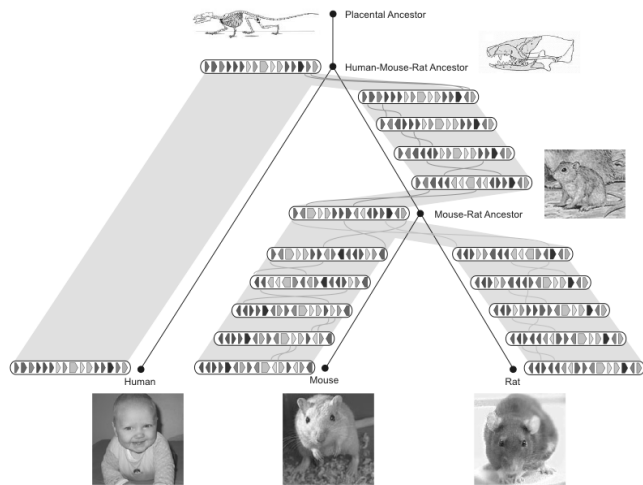 Placental Ancestor
Human-Mouse-Rat Ancestor
Mouse-Rat Ancestor
Human
Mouse
Rat